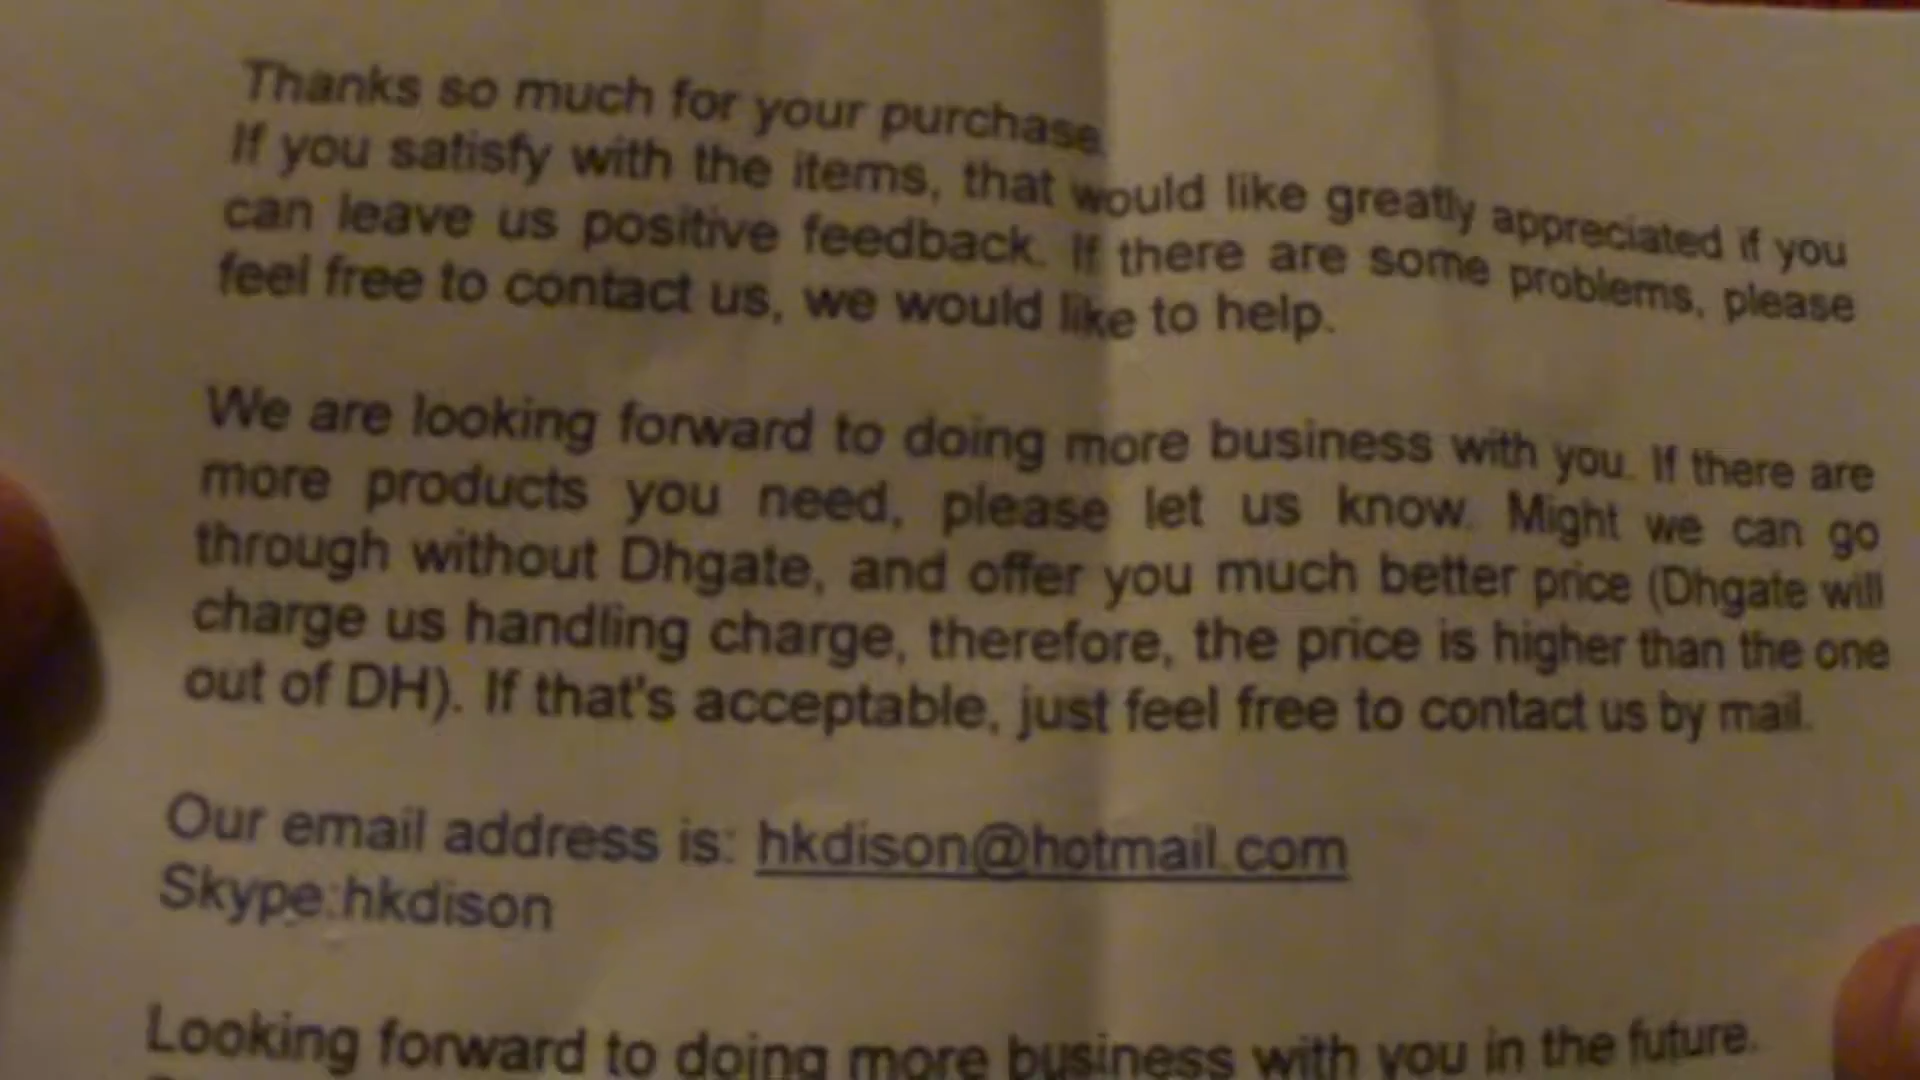 Thanks so much for your purchase.
If you satisfy with the items, that would like greatly appreciated if you
can leave us positive feedback. If there are some problems, please
feel free to contact us, we would like to help.
We are looking forward to doing more business with you. If there are
more products you need, please let us know. Might we can go
through without Dhgate, and offer you much better price (Dhgate will
charge us handling charge, therefore, the price is higher than the one
out of DH). If that's acceptable, just feel free to contact us by mail.
Our email address is: hkdison@hotmail.com
Skype:hkdison
Looking forward to doing more business with you in the future.